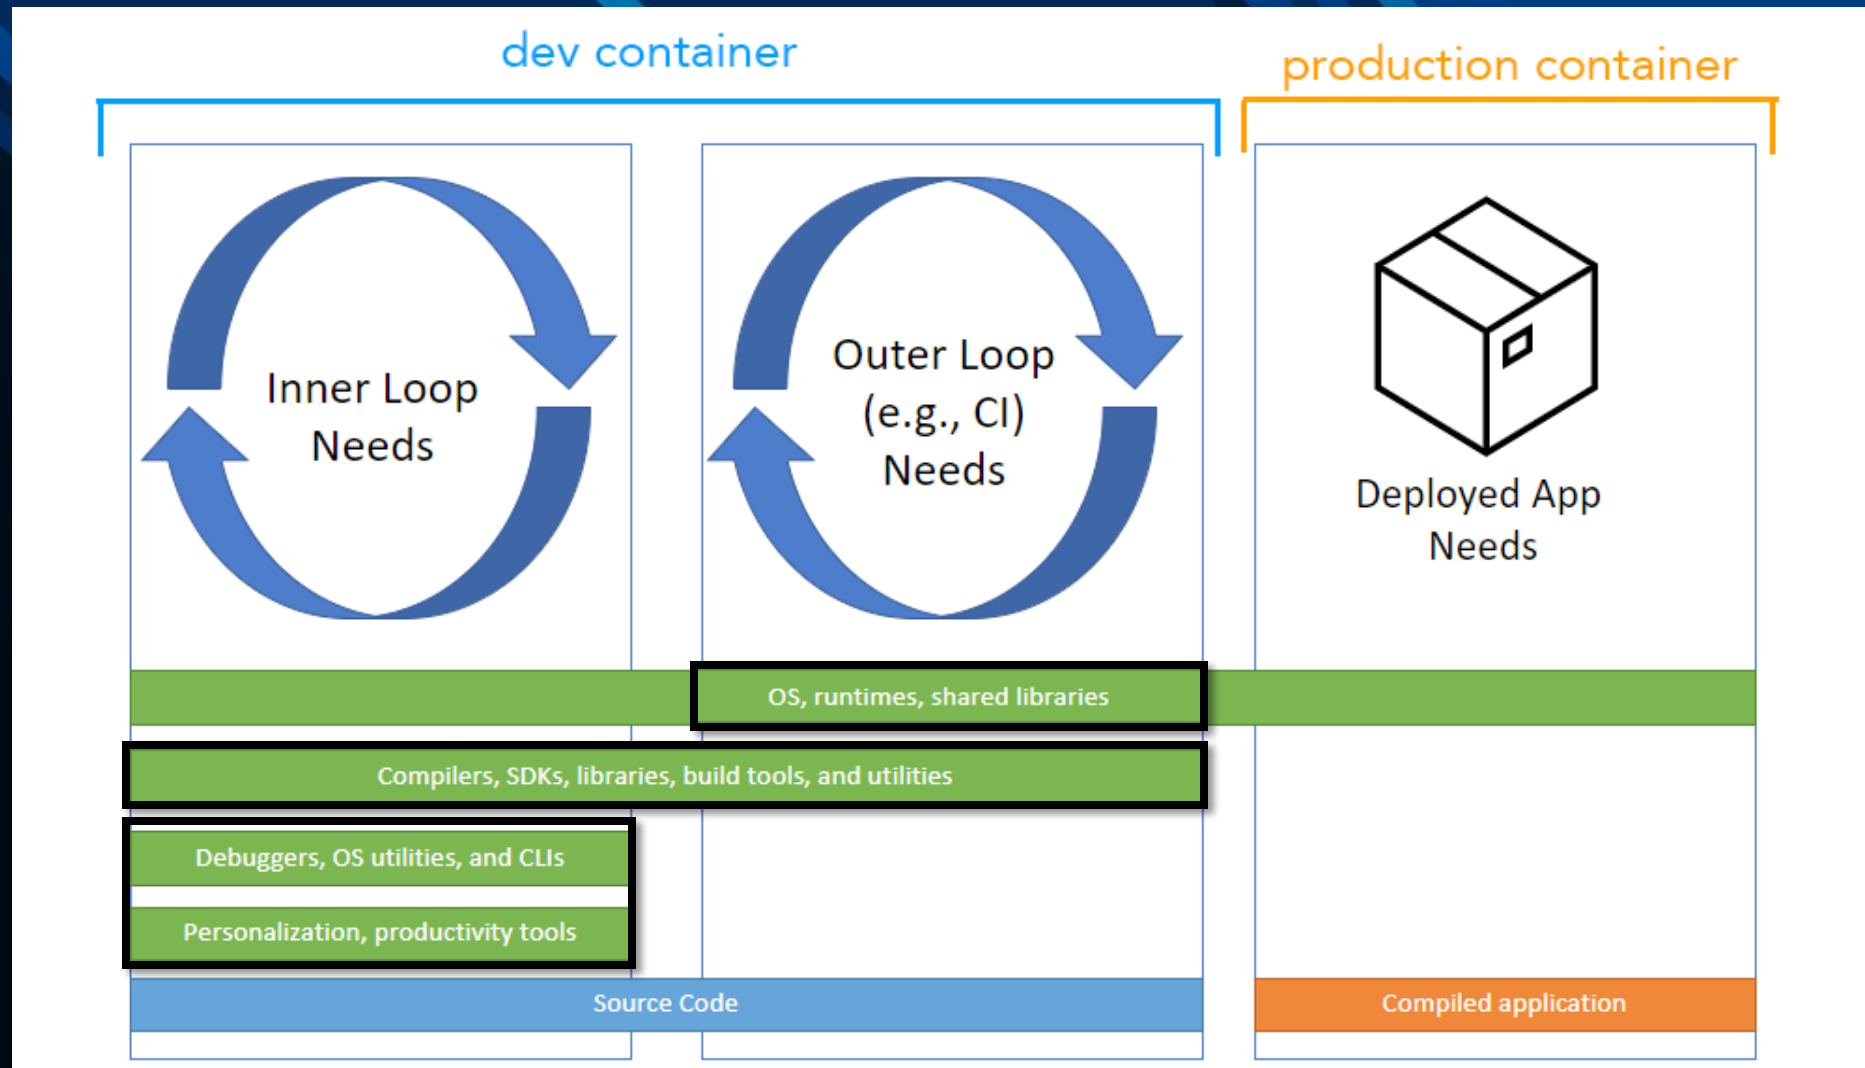 dev container
production container
Inner Loop
Needs
Outer Loop
(e.g., CI)
Needs
Deployed App
Needs
OS, runtimes, shared libraries
Compilers, SDKs, libraries, build tools, and utilities
Debuggers, OS utilities, and CLIs
Personalization, productivity tools
Source Code
Compiled application